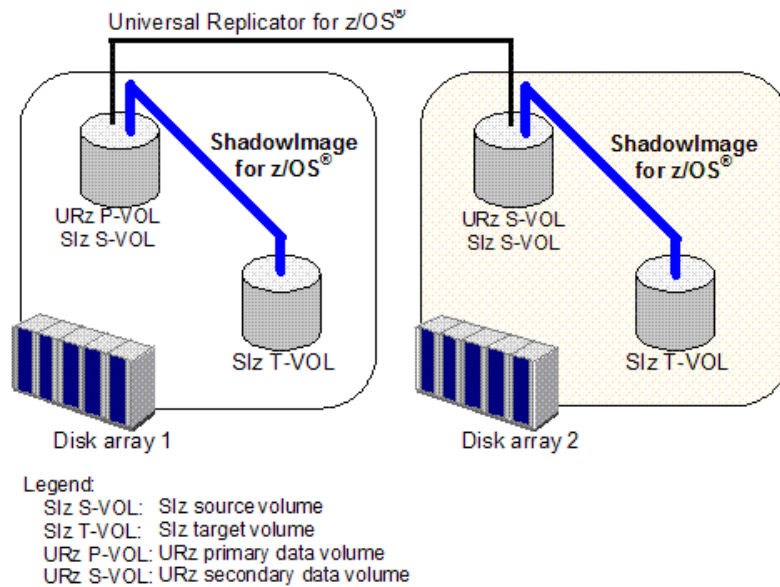 Universal Replicator for z/OS®
ShadowImage
for z/OS®
URz P-VOL
SIz S-VOL
SIz T-VOL
Disk array 1
ShadowImage
for z/OS®
URz S-VOL
SIz S-VOL
SIz T-VOL
Disk array 2
Legend:
SIz S-VOL: SIz source volume
SIz T-VOL: SIz target volume
URz P-VOL: URz primary data volume
URz S-VOL: URz secondary data volume